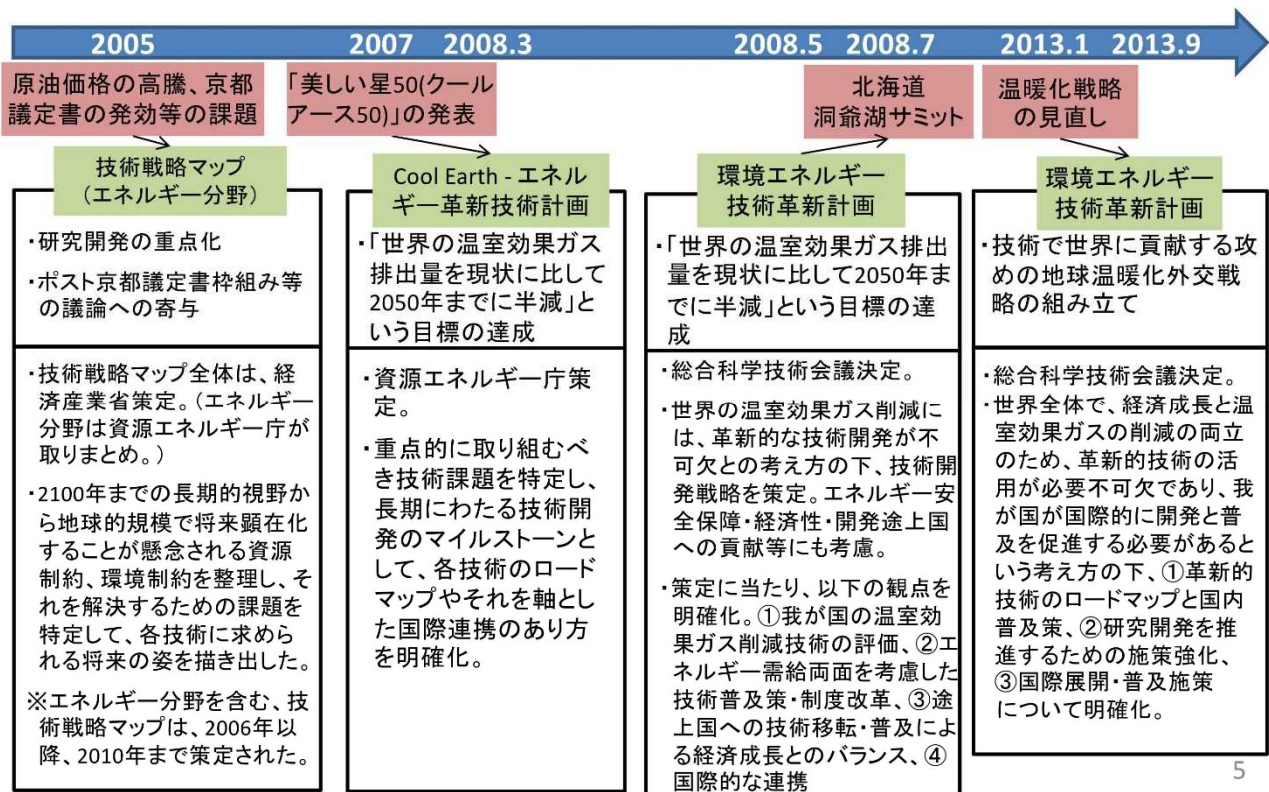 2005
2007 2008.3
2008.5 2008.7
2013.1 2013.9
原油価格の高騰、京都
議定書の発効等の課題
「美しい星50(クール
アース50)」の発表
北海道
洞爺湖サミット
温暖化戦略
の見直し
技術戦略マップ
(エネルギー分野)
・研究開発の重点化
・ポスト京都議定書枠組み等
の議論への寄与
・技術戦略マップ全体は、経
済産業省策定。(エネルギー
分野は資源エネルギー庁が
取りまとめ。)
・2100年までの長期的視野か
ら地球的規模で将来顕在化
することが懸念される資源
制約、環境制約を整理し、そ
れを解決するための課題を
特定して、各技術に求めら
れる将来の姿を描き出した。
※エネルギー分野を含む、技
術戦略マップは、2006年以
降、2010年まで策定された。
Cool Earth - エネル
ギー革新技術計画
・「世界の温室効果ガス
排出量を現状に比して
2050年までに半減」と
いう目標の達成
・資源エネルギー庁策
定。
・重点的に取り組むべ
き技術課題を特定し、
長期にわたる技術開
発のマイルストーンと
して、各技術のロード
マップやそれを軸とし
た国際連携のあり方
を明確化。
環境エネルギー
技術革新計画
・「世界の温室効果ガス排出
量を現状に比して2050年ま
でに半減」という目標の達
成
・総合科学技術会議決定。
・世界の温室効果ガス削減に
は、革新的な技術開発が不
可欠との考え方の下、技術開
発戦略を策定。エネルギー安
全保障・経済性・開発途上国
への貢献等にも考慮。
・策定に当たり、以下の観点を
明確化。①我が国の温室効
果ガス削減技術の評価、②エ
ネルギー需給両面を考慮した
技術普及策・制度改革、③途
上国への技術移転・普及によ
る経済成長とのバランス、④
国際的な連携
環境エネルギー
技術革新計画
・技術で世界に貢献する攻
めの地球温暖化外交戦
略の組み立て
・総合科学技術会議決定。
・世界全体で、経済成長と温
室効果ガスの削減の両立
のため、革新的技術の活
用が必要不可欠であり、我
が国が国際的に開発と普
及を促進する必要があると
いう考え方の下、①革新的
技術のロードマップと国内
普及策、②研究開発を推
進するための施策強化、
③国際展開・普及施策
について明確化。
5